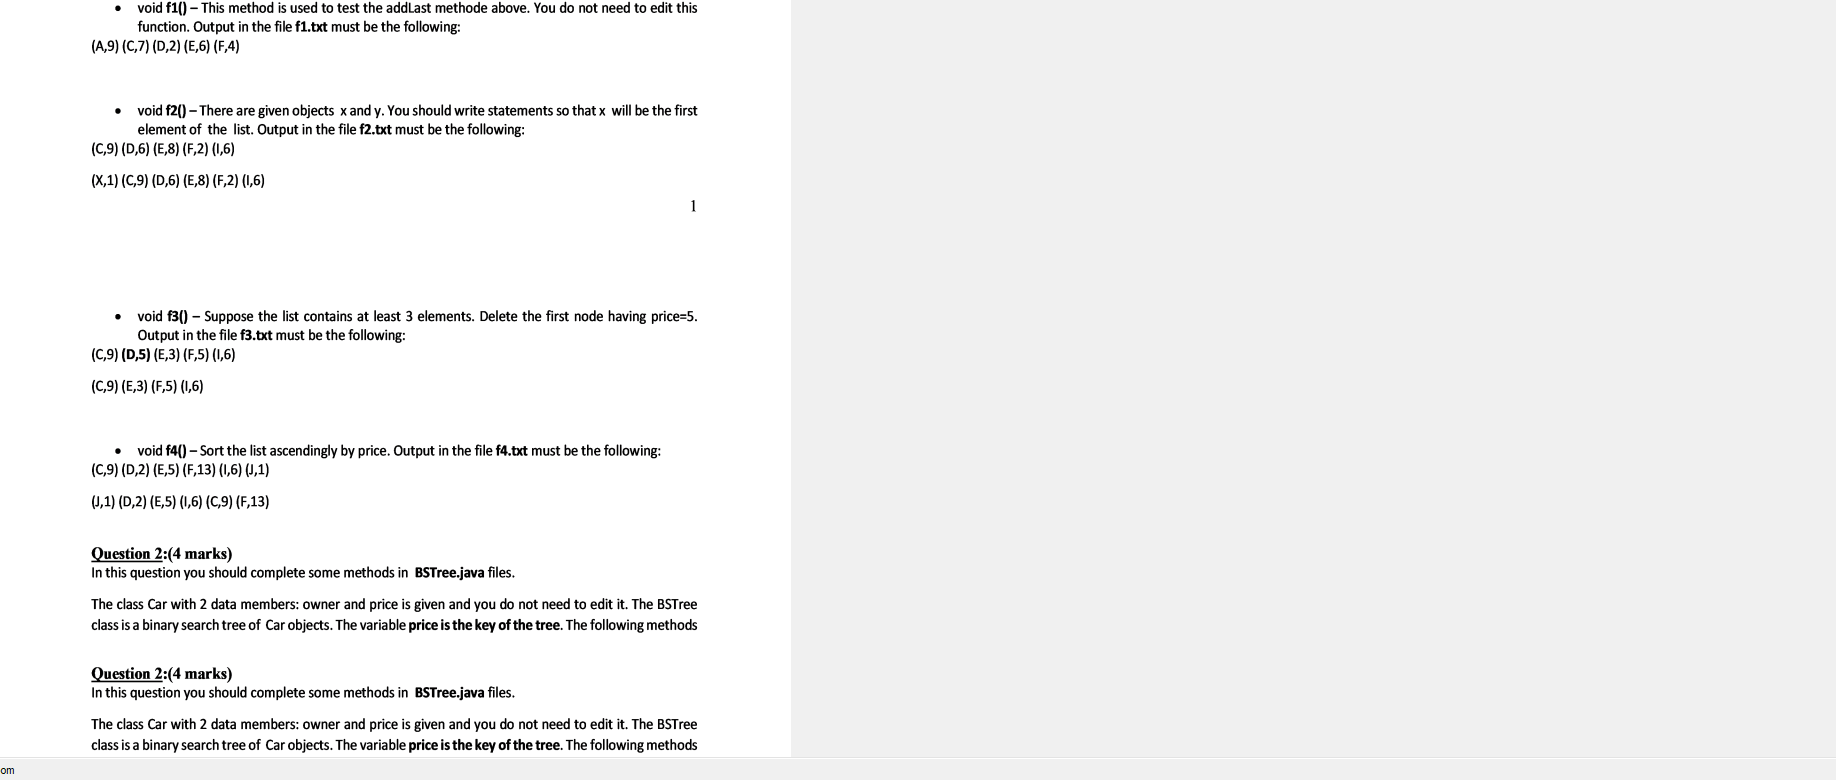 • void f1() – This method is used to test the addLast methode above. You do not need to edit this
function. Output in the file f1.txt must be the following:
(A,9) (C,7) (D,2) (E,6) (F,4)
• void f2() – There are given objects x and y. You should write statements so that x will be the first
element of the list. Output in the file f2.txt must be the following:
(C,9) (D,6) (E,8) (F,2) (I,6)
(X,1) (C,9) (D,6) (E,8) (F,2) (I,6)
1
• void f3() – Suppose the list contains at least 3 elements. Delete the first node having price=5.
Output in the file f3.txt must be the following:
(C,9) (D,5) (E,3) (F,5) (I,6)
(C,9) (E,3) (F,5) (I,6)
• void f4() – Sort the list ascendingly by price. Output in the file f4.txt must be the following:
(C,9) (D,2) (E,5) (F,13) (I,6) (J,1)
(J,1) (D,2) (E,5) (I,6) (C,9) (F,13)
Question 2:(4 marks)
In this question you should complete some methods in BSTree.java files.
The class Car with 2 data members: owner and price is given and you do not need to edit it. The BSTree
class is a binary search tree of Car objects. The variable price is the key of the tree. The following methods
Question 2:(4 marks)
In this question you should complete some methods in BSTree.java files.
The class Car with 2 data members: owner and price is given and you do not need to edit it. The BSTree
class is a binary search tree of Car objects. The variable price is the key of the tree. The following methods
om